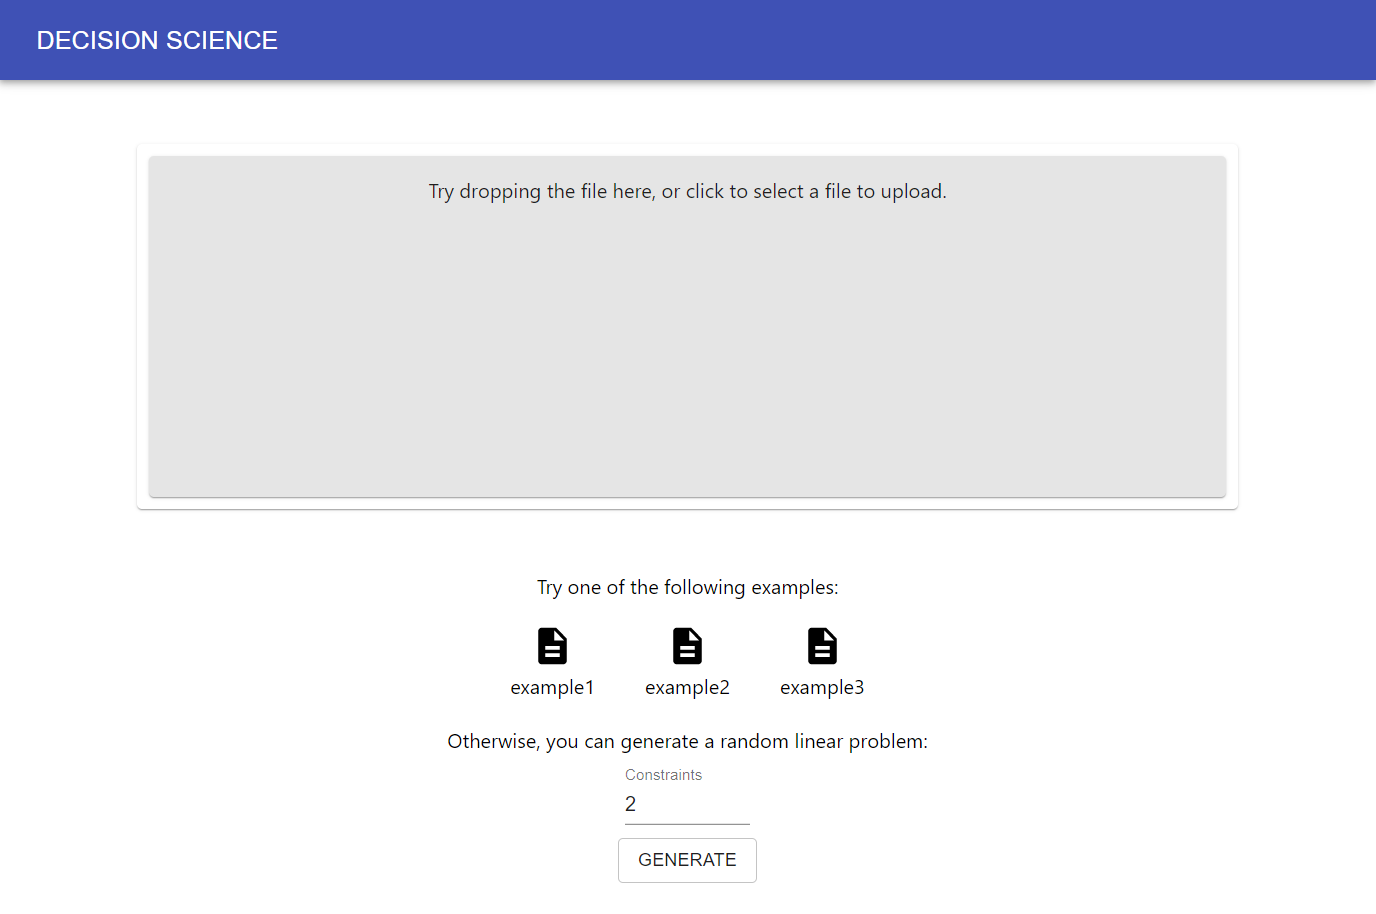 DECISION SCIENCE
Try dropping the file here, or click to select a file to upload.
Try one of the following examples:
example1 example2 example3
Otherwise, you can generate a random linear problem:
Constraints
2
GENERATE